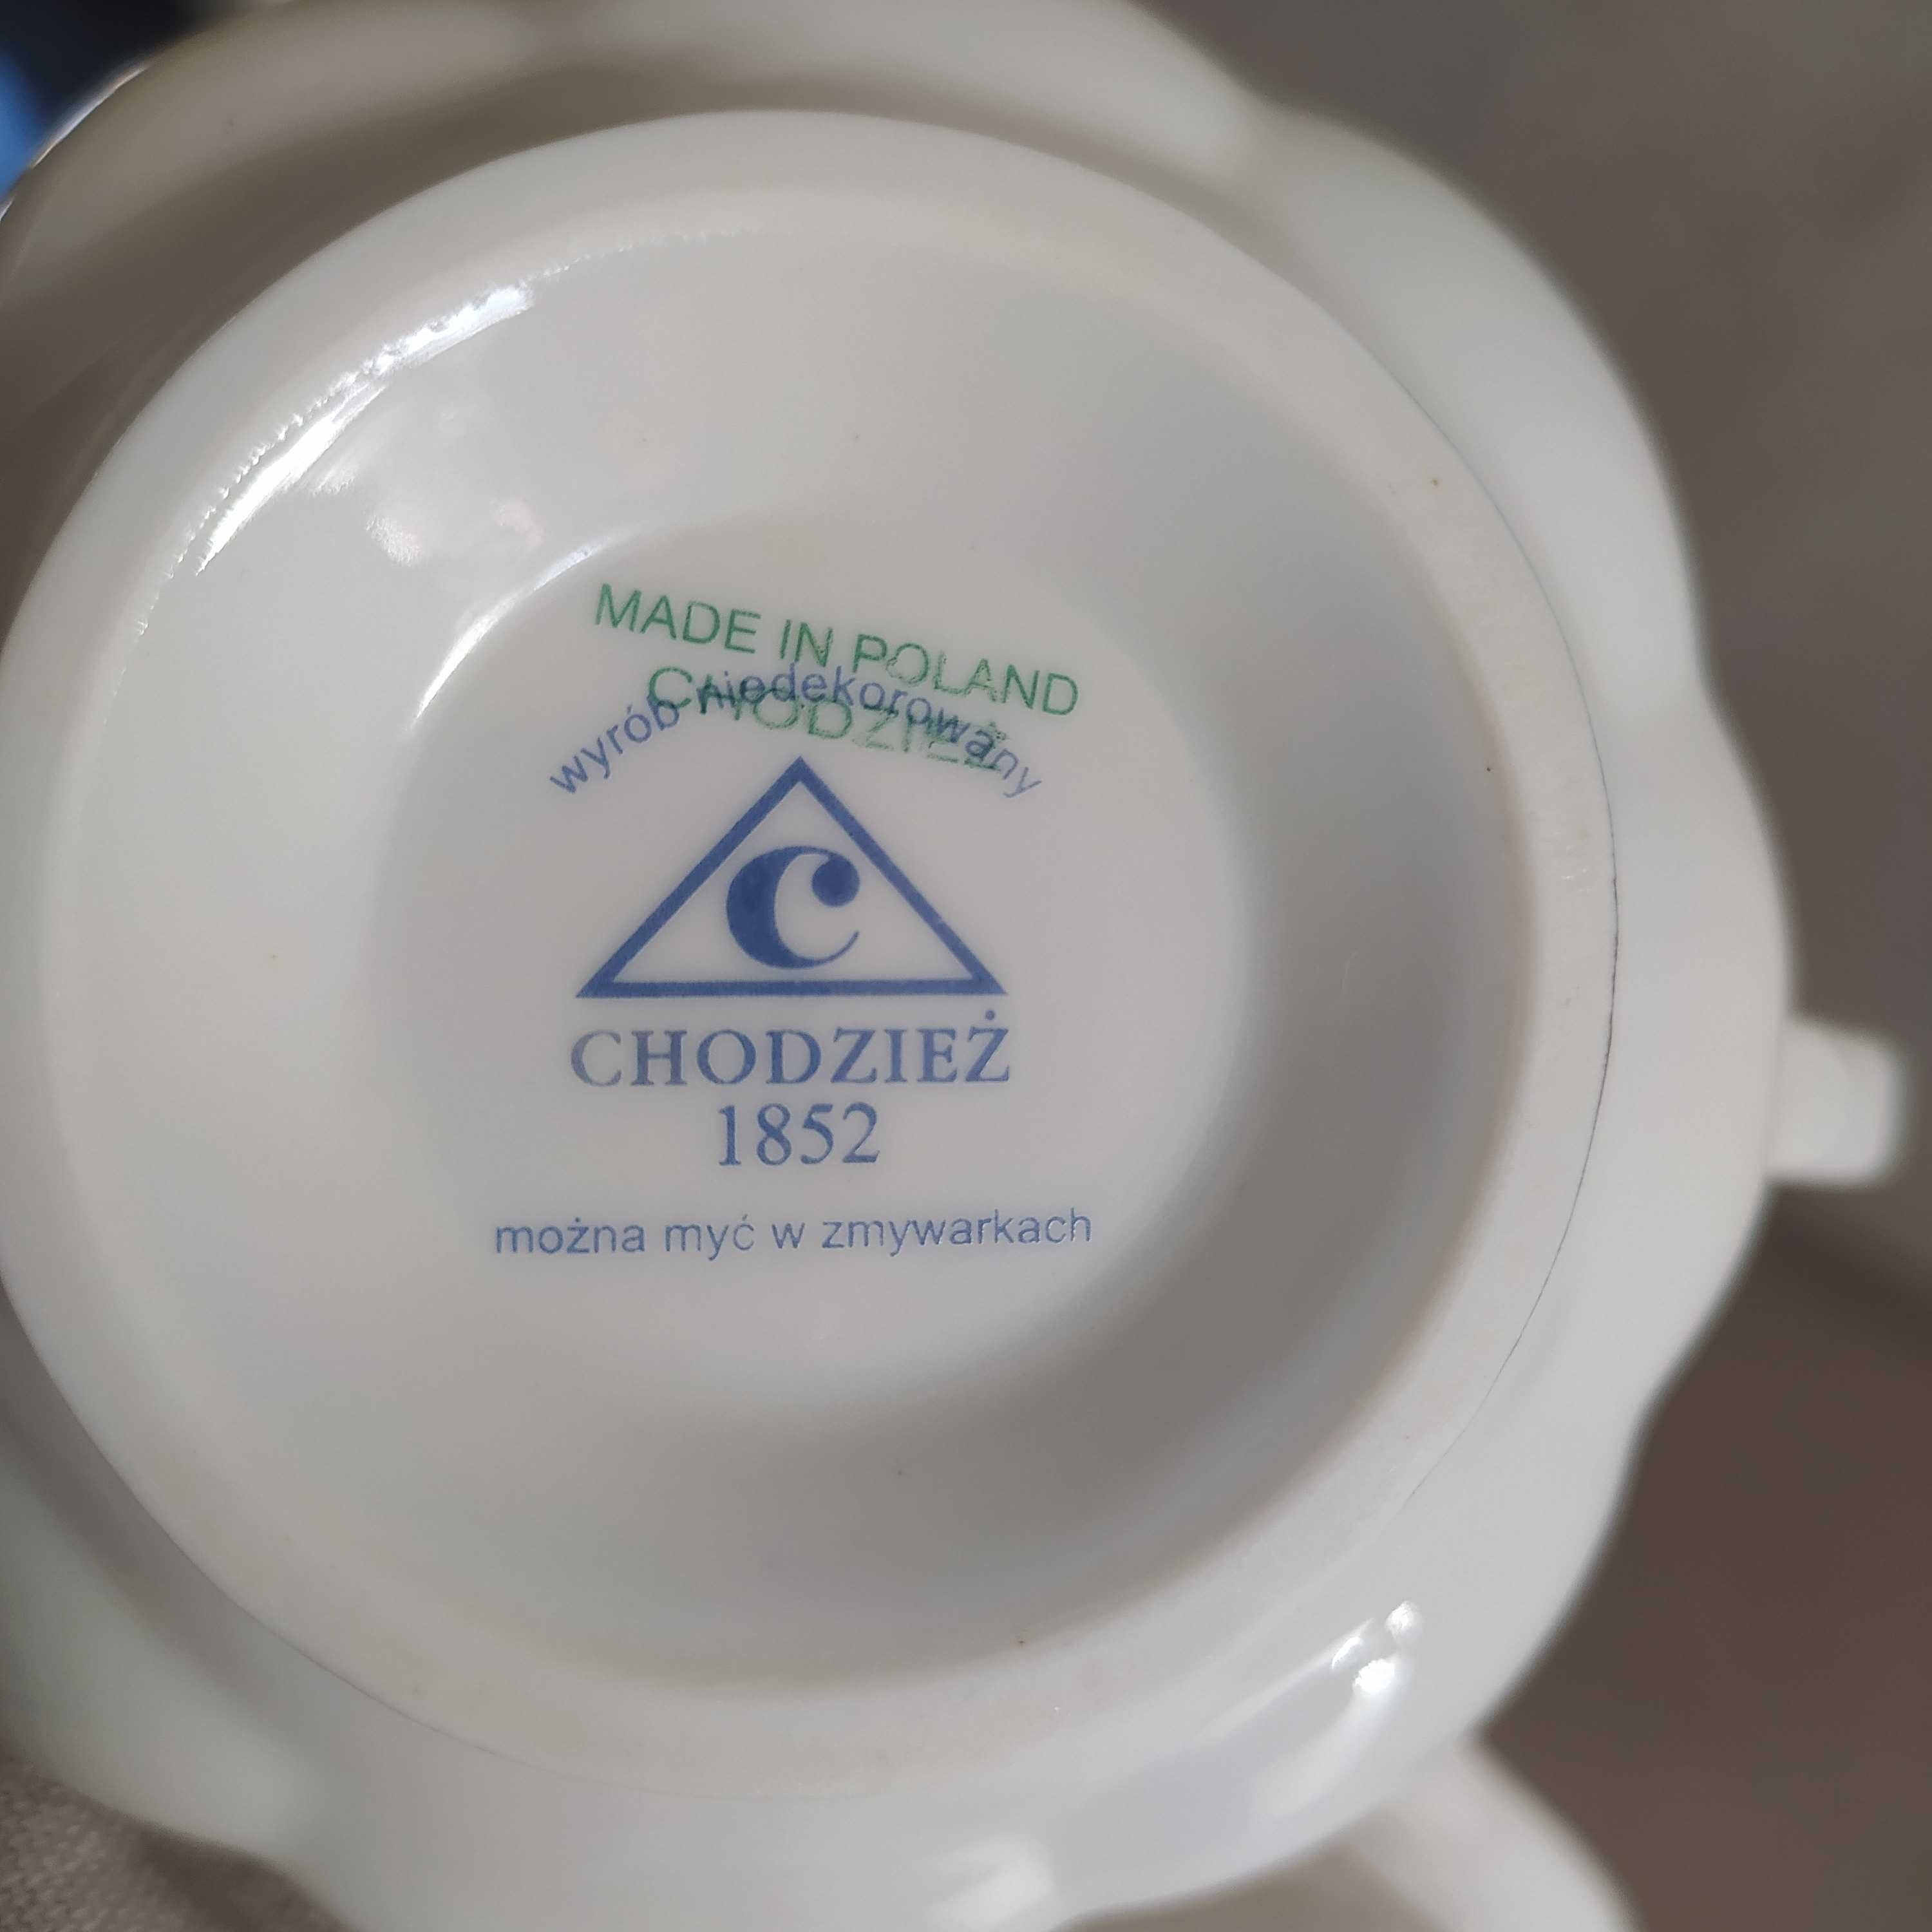 MADE IN POLAND
CHODZIEŻ
wyrób niedekorowany
C
CHODZIEŻ
1852
można myć w zmywarkach